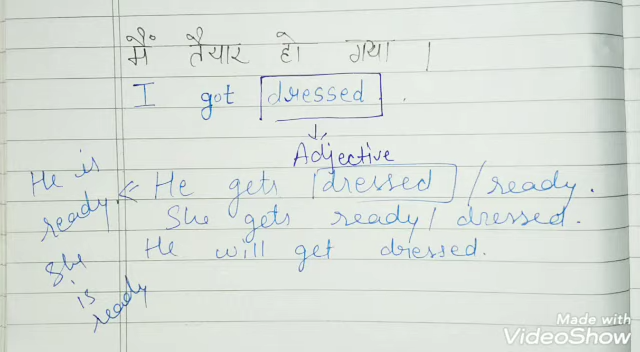 मैं तैयार हो गया ।
I got dressed.
↓
Adjective
He is ready. < He gets dressed / ready.
She gets ready / dressed.
He will get dressed.
She is ready
Made with
VideoShow